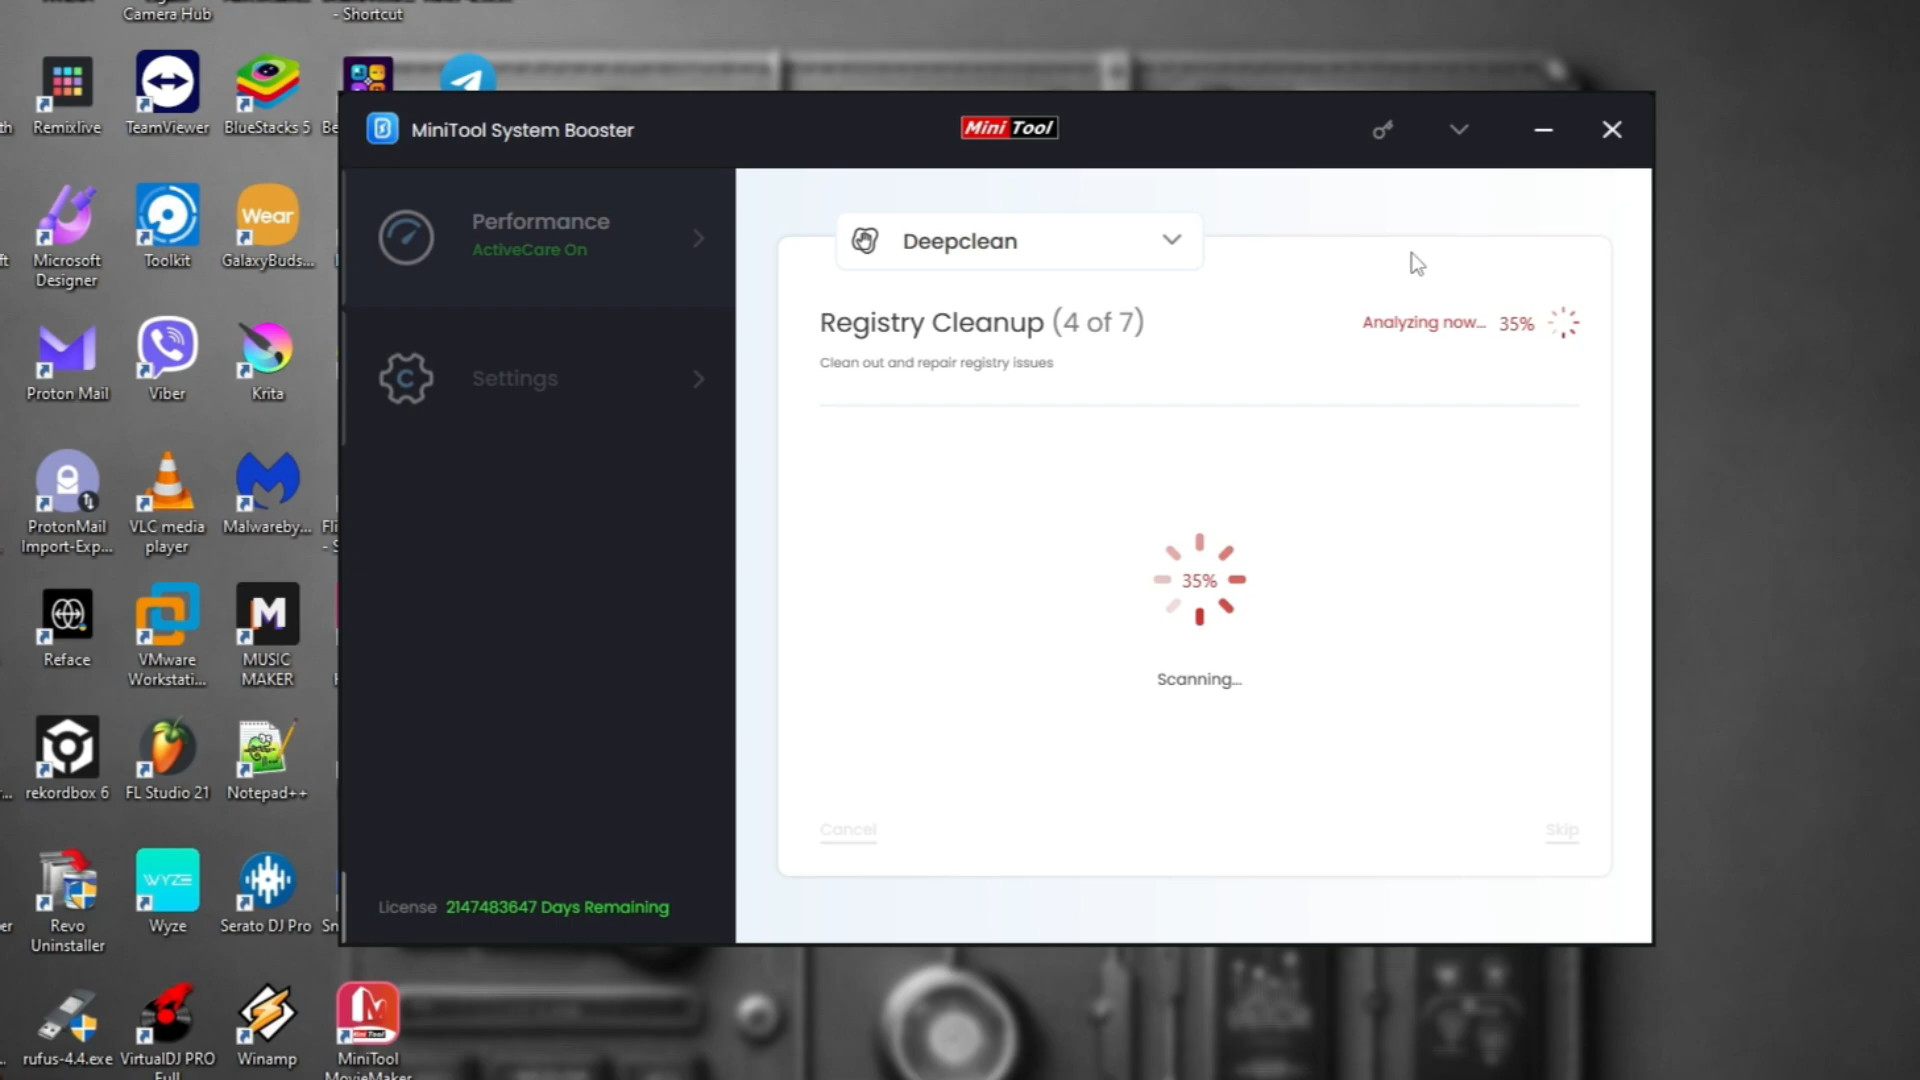 Camera Hub
- Shortcut
Remixlive
TeamViewer
BlueStacks 5
Microsoft
Designer
Toolkit
Wear
GalaxyBuds...
Proton Mail
Viber
Krita
ProtonMail
Import-Exp...
VLC media
player
Malwareby...
Reface
VMware
Workstati...
M
MUSIC
MAKER
rekordbox 6
FL Studio 21
Notepad++
Revo
Uninstaller
WYZE
Wyze
Serato DJ Pro
rufus-4.4.exe
VirtualDJ PRO
Full
Winamp
Mini Tool
MiniTool
MovieMaker
MiniTool System Booster
Mini Tool
Performance
ActiveCare On
Settings
License 2147483647 Days Remaining
Deepclean
Registry Cleanup (4 of 7)
Analyzing now... 35%
Clean out and repair registry issues
35%
Scanning...
Cancel
Skip